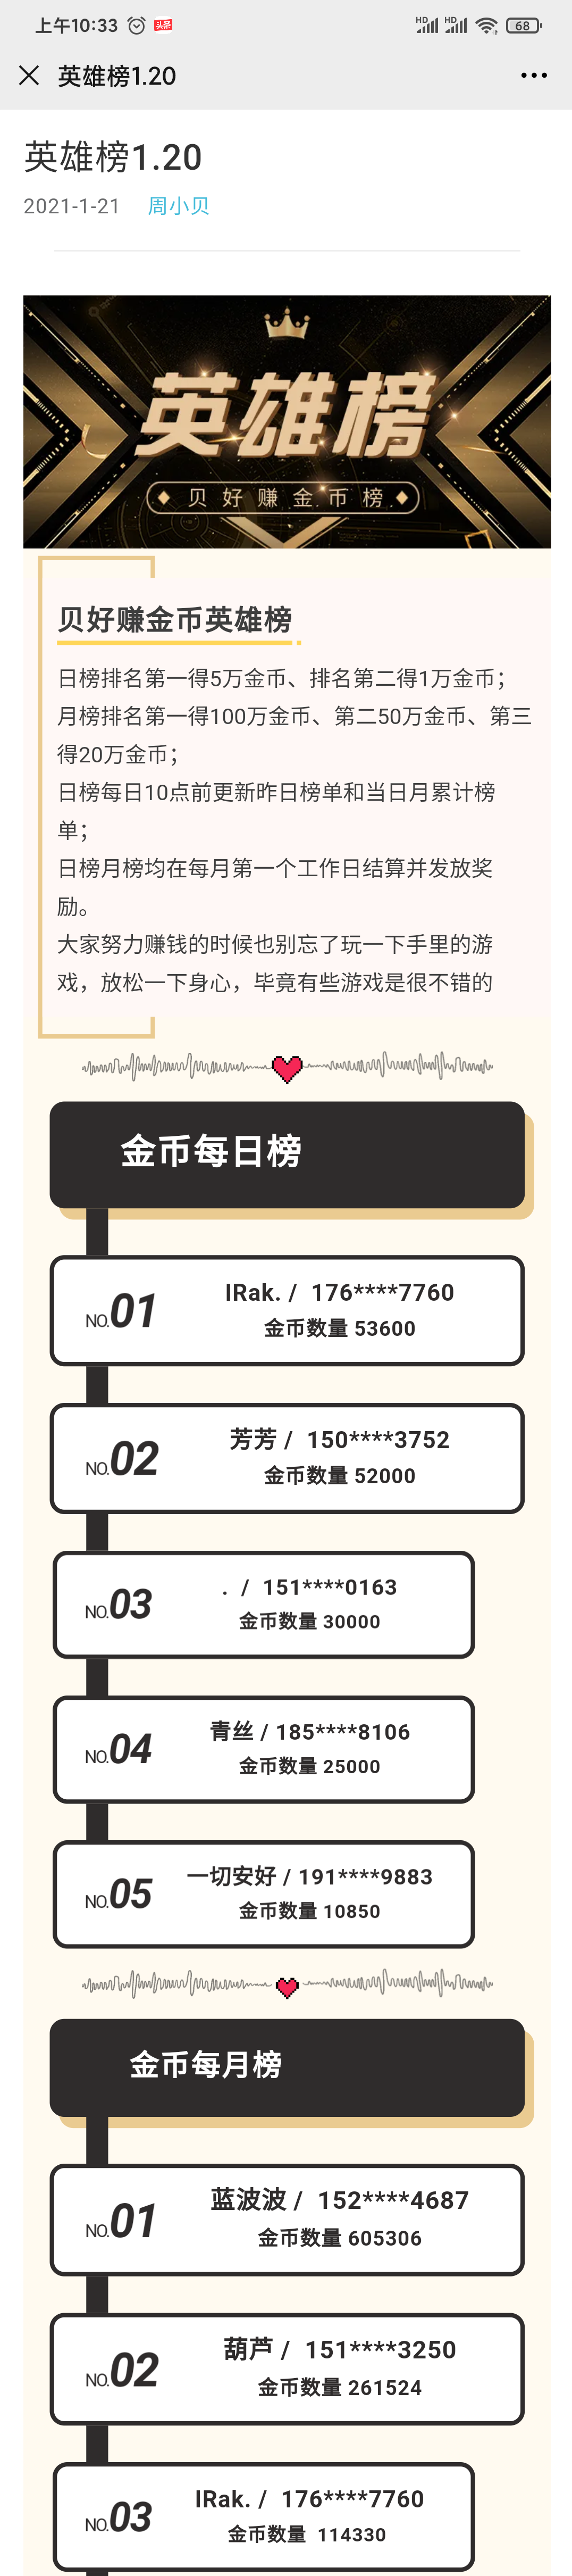 上午10:33 头条 HD HD 68
英雄榜1.20
英雄榜1.20
2021-1-21 周小贝
英雄榜
贝好赚金币榜
贝好赚金币英雄榜
日榜排名第一得5万金币、排名第二得1万金币；
月榜排名第一得100万金币、第二50万金币、第三
得20万金币；
日榜每日10点前更新昨日榜单和当日月累计榜
单；
日榜月榜均在每月第一个工作日结算并发放奖
励。
大家努力赚钱的时候也别忘了玩一下手里的游
戏，放松一下身心，毕竟有些游戏是很不错的
金币每日榜
IRak. / 176****7760
NO.01
金币数量 53600
芳芳 / 150****3752
NO.02
金币数量 52000
. / 151****0163
NO.03
金币数量 30000
青丝 / 185****8106
NO.04
金币数量 25000
一切安好 / 191****9883
NO.05
金币数量 10850
金币每月榜
蓝波波 / 152****4687
NO.01
金币数量 605306
葫芦 / 151****3250
NO.02
金币数量 261524
IRak. / 176****7760
NO.03
金币数量 114330